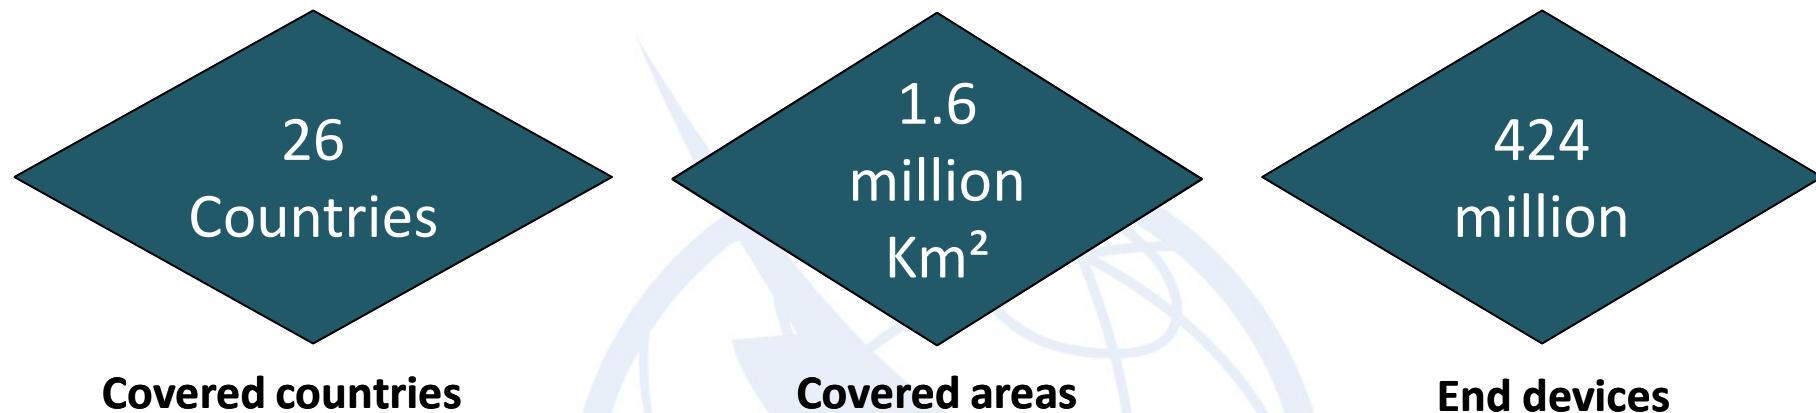 26
Countries
1.6
million
Km²
424
million
Covered countries
Covered areas
End devices